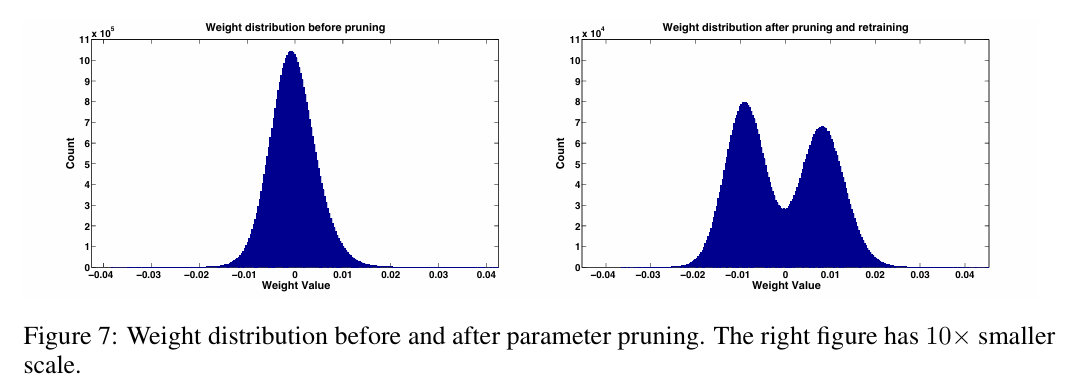 Weight distribution before pruning
x 10⁵
11
10
9
8
7
6
5
4
3
2
1
0
Count
−0.04 −0.03 −0.02 −0.01 0 0.01 0.02 0.03 0.04
Weight Value
Weight distribution after pruning and retraining
x 10⁴
11
10
9
8
7
6
5
4
3
2
1
0
Count
−0.04 −0.03 −0.02 −0.01 0 0.01 0.02 0.03 0.04
Weight Value
Figure 7: Weight distribution before and after parameter pruning. The right figure has 10× smaller
scale.